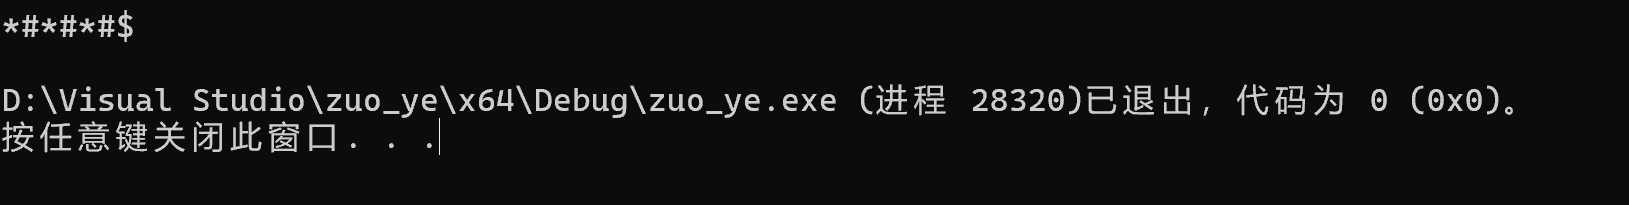 *#*#*#$
D:\Visual Studio\zuo_ye\x64\Debug\zuo_ye.exe (进程 28320)已退出，代码为 0 (0x0)。
按任意键关闭此窗口. . .